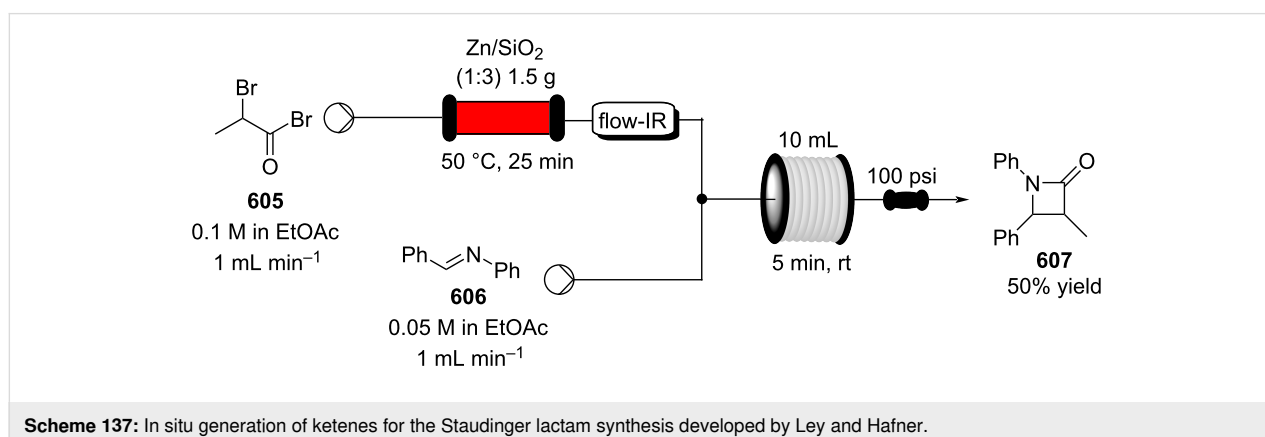 Zn/SiO₂
(1:3) 1.5 g
Br
Br
O
flow-IR
50 °C, 25 min
605
0.1 M in EtOAc
1 mL min⁻¹
Ph
N
Ph
606
0.05 M in EtOAc
1 mL min⁻¹
10 mL
5 min, rt
100 psi
Ph
N
O
Ph
607
50% yield
Scheme 137: In situ generation of ketenes for the Staudinger lactam synthesis developed by Ley and Hafner.